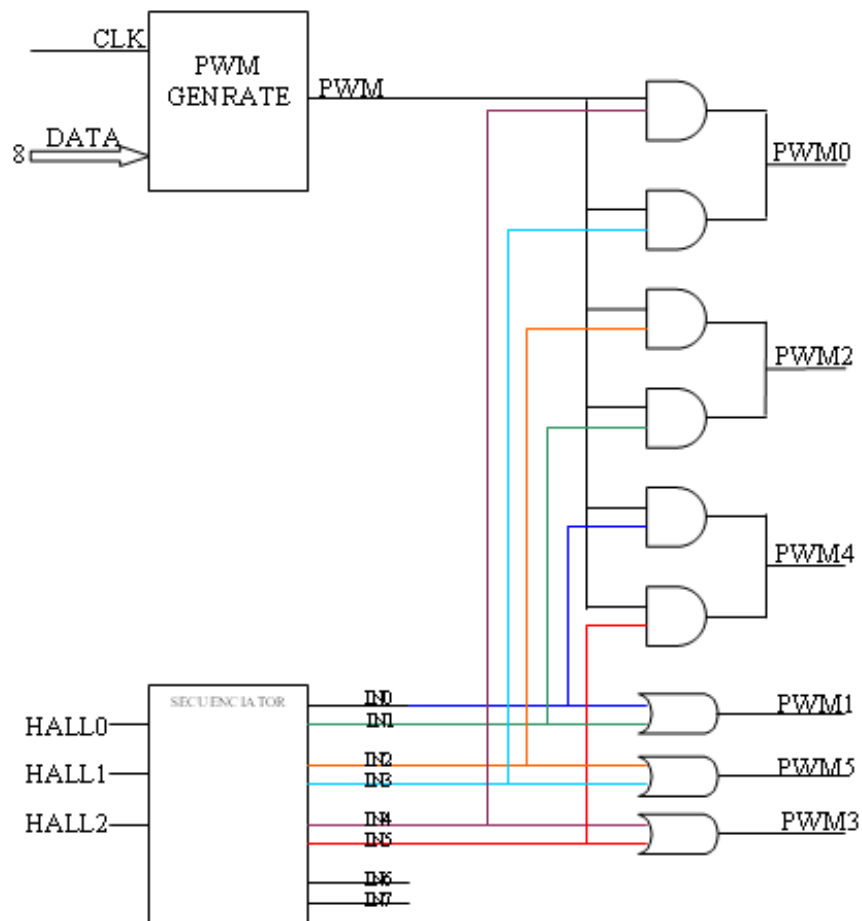 CLK
PWM
GENRATE
PWM
8
DATA
PWM0
PWM2
PWM4
SECUENCIATOR
IN0
PWM1
HALL0
IN1
IN2
HALL1
IN3
PWM5
IN4
HALL2
PWM3
IN5
IN6
IN7